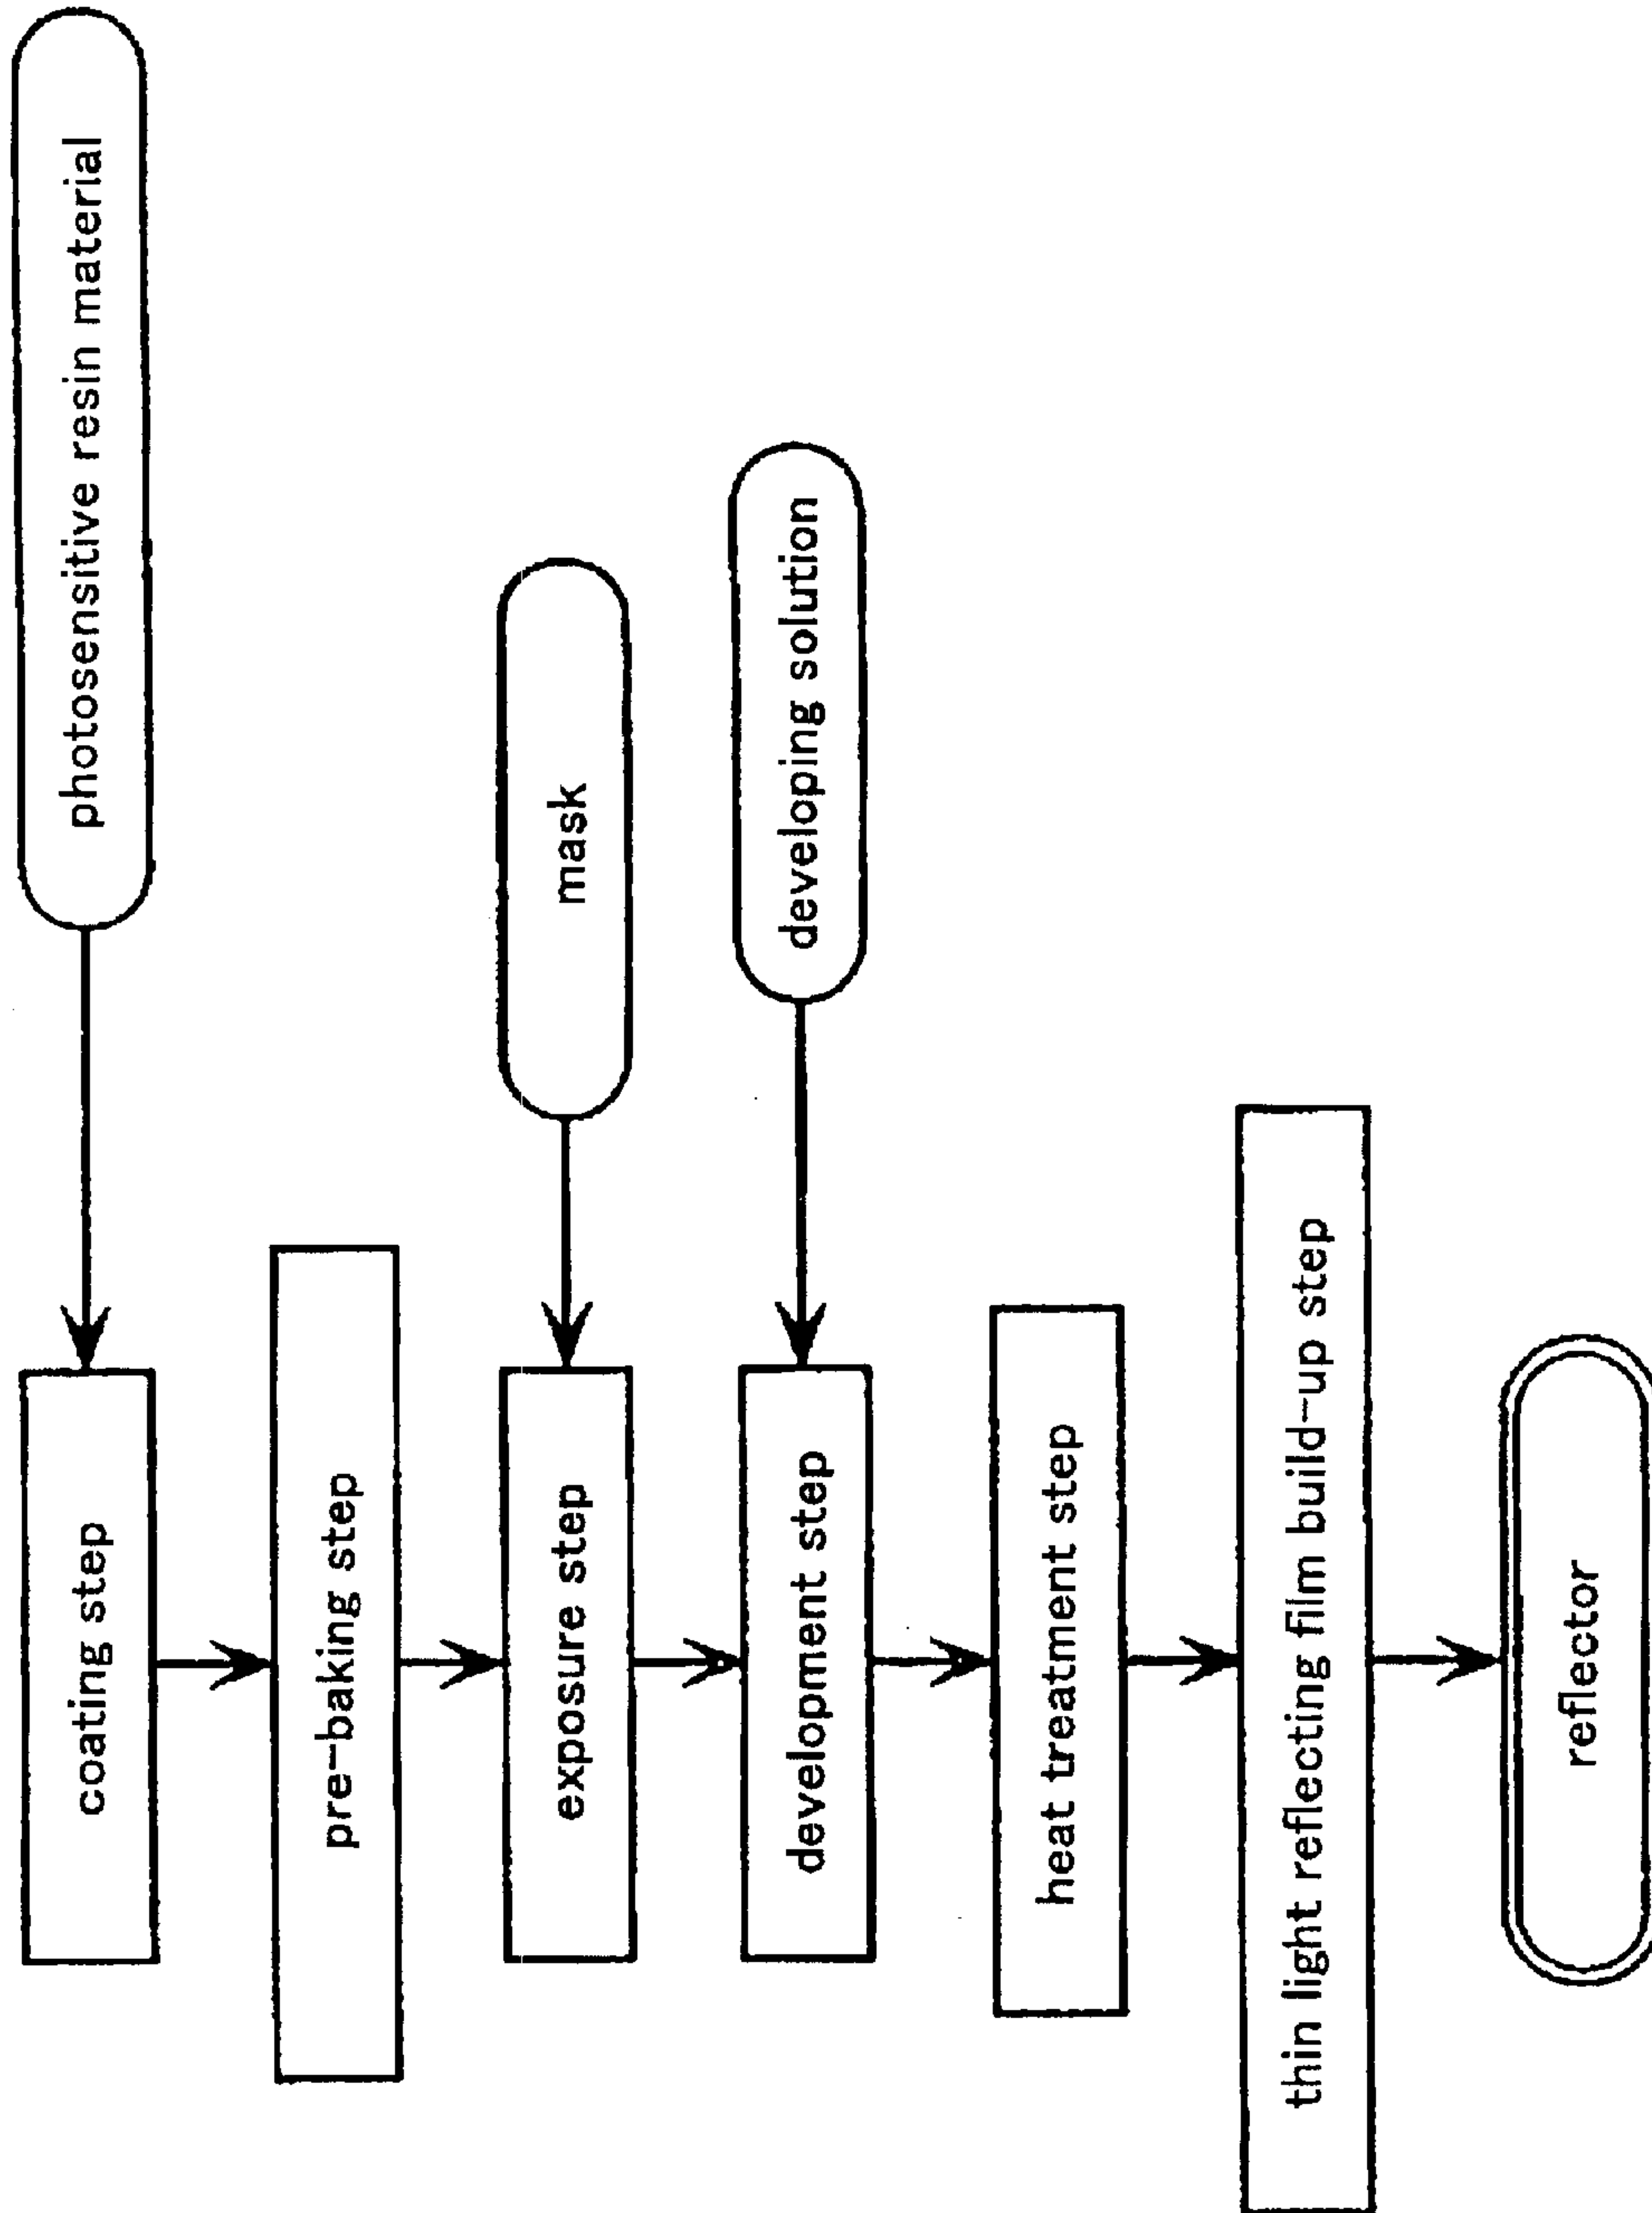 photosensitive resin material
coating step
pre-baking step
mask
exposure step
developing solution
development step
heat treatment step
thin light reflecting film build-up step
reflector